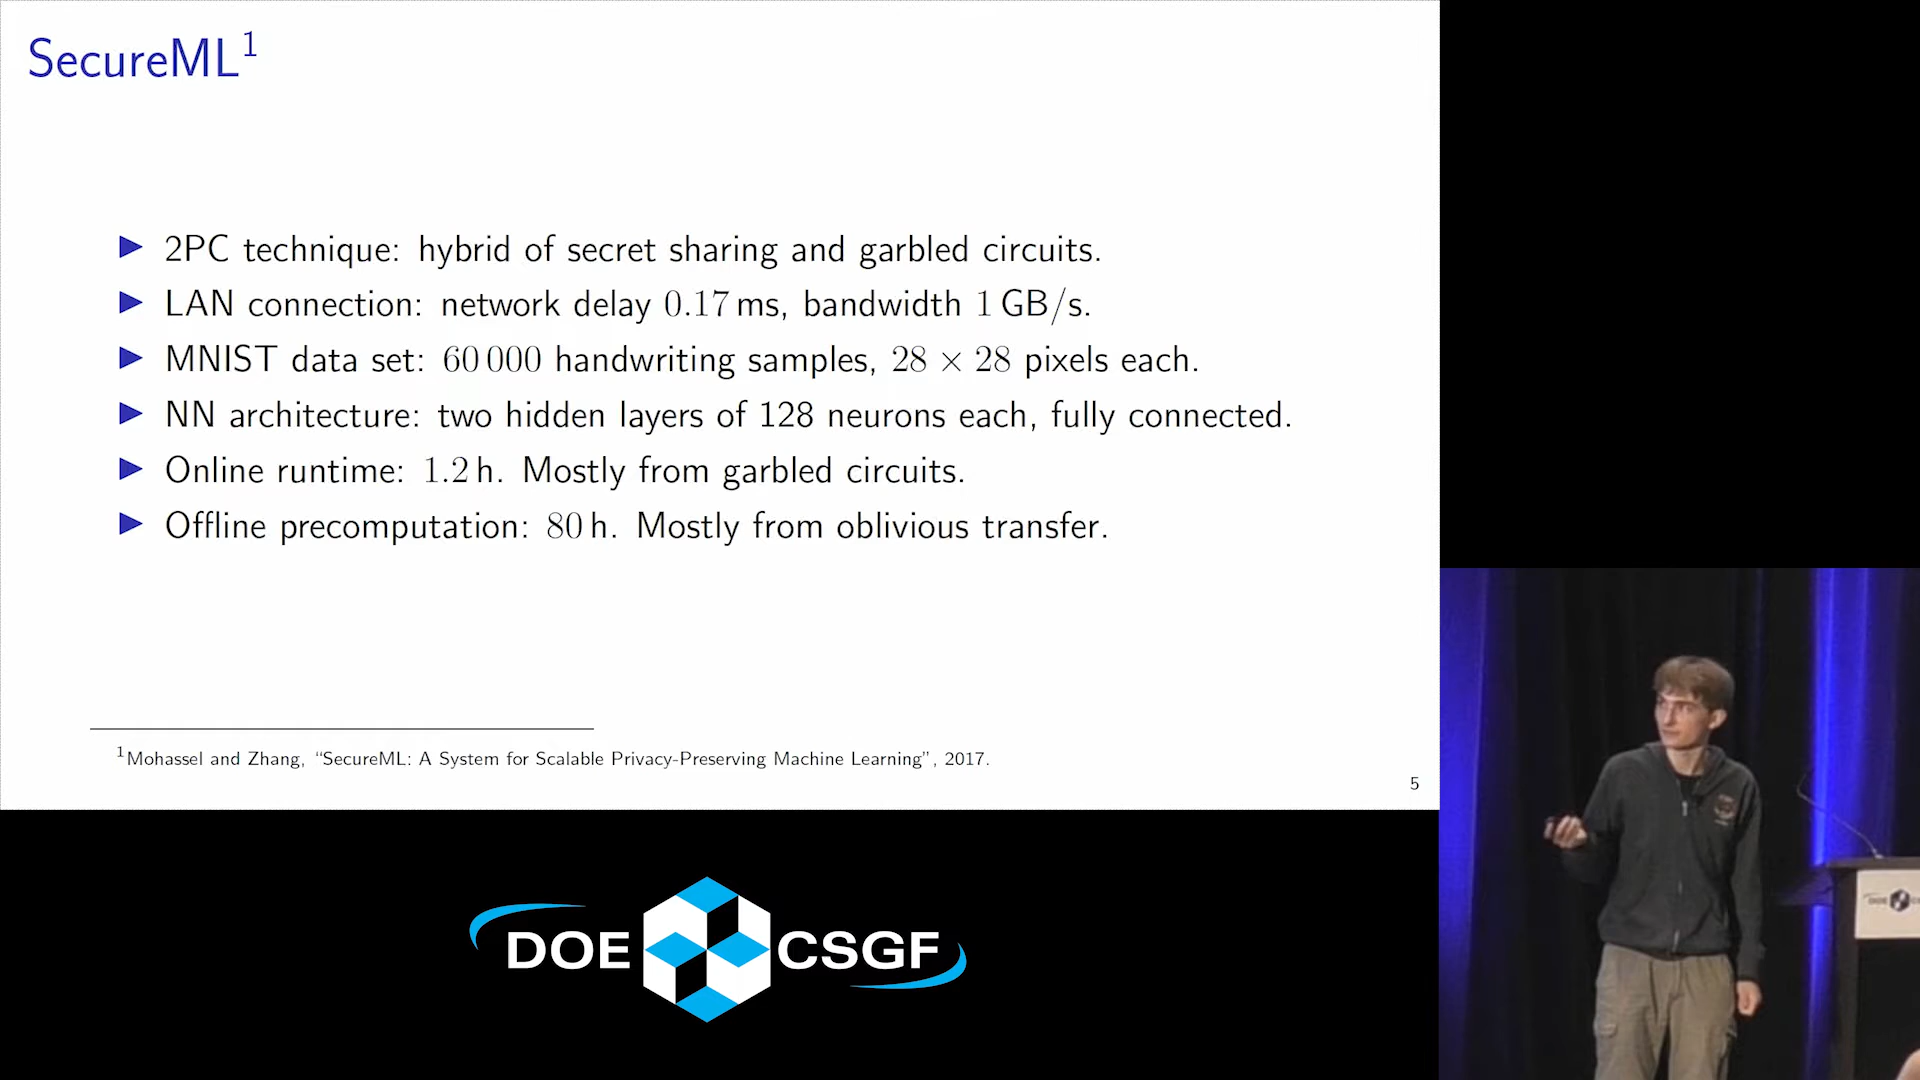 SecureML¹
▶ 2PC technique: hybrid of secret sharing and garbled circuits.
▶ LAN connection: network delay 0.17 ms, bandwidth 1 GB/s.
▶ MNIST data set: 60 000 handwriting samples, 28 × 28 pixels each.
▶ NN architecture: two hidden layers of 128 neurons each, fully connected.
▶ Online runtime: 1.2 h. Mostly from garbled circuits.
▶ Offline precomputation: 80 h. Mostly from oblivious transfer.
¹Mohassel and Zhang, “SecureML: A System for Scalable Privacy-Preserving Machine Learning”, 2017.
5
DOE CSGF
DOE